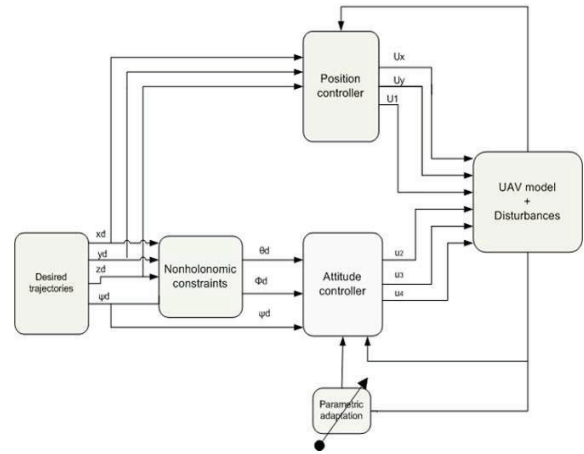 Position
controller
Ux
Uy
U1
UAV model
+
Disturbances
Desired
trajectories
xd
yd
zd
ψd
Nonholonomic
constraints
θd
Φd
ψd
Attitude
controller
u2
u3
u4
Parametric
adaptation